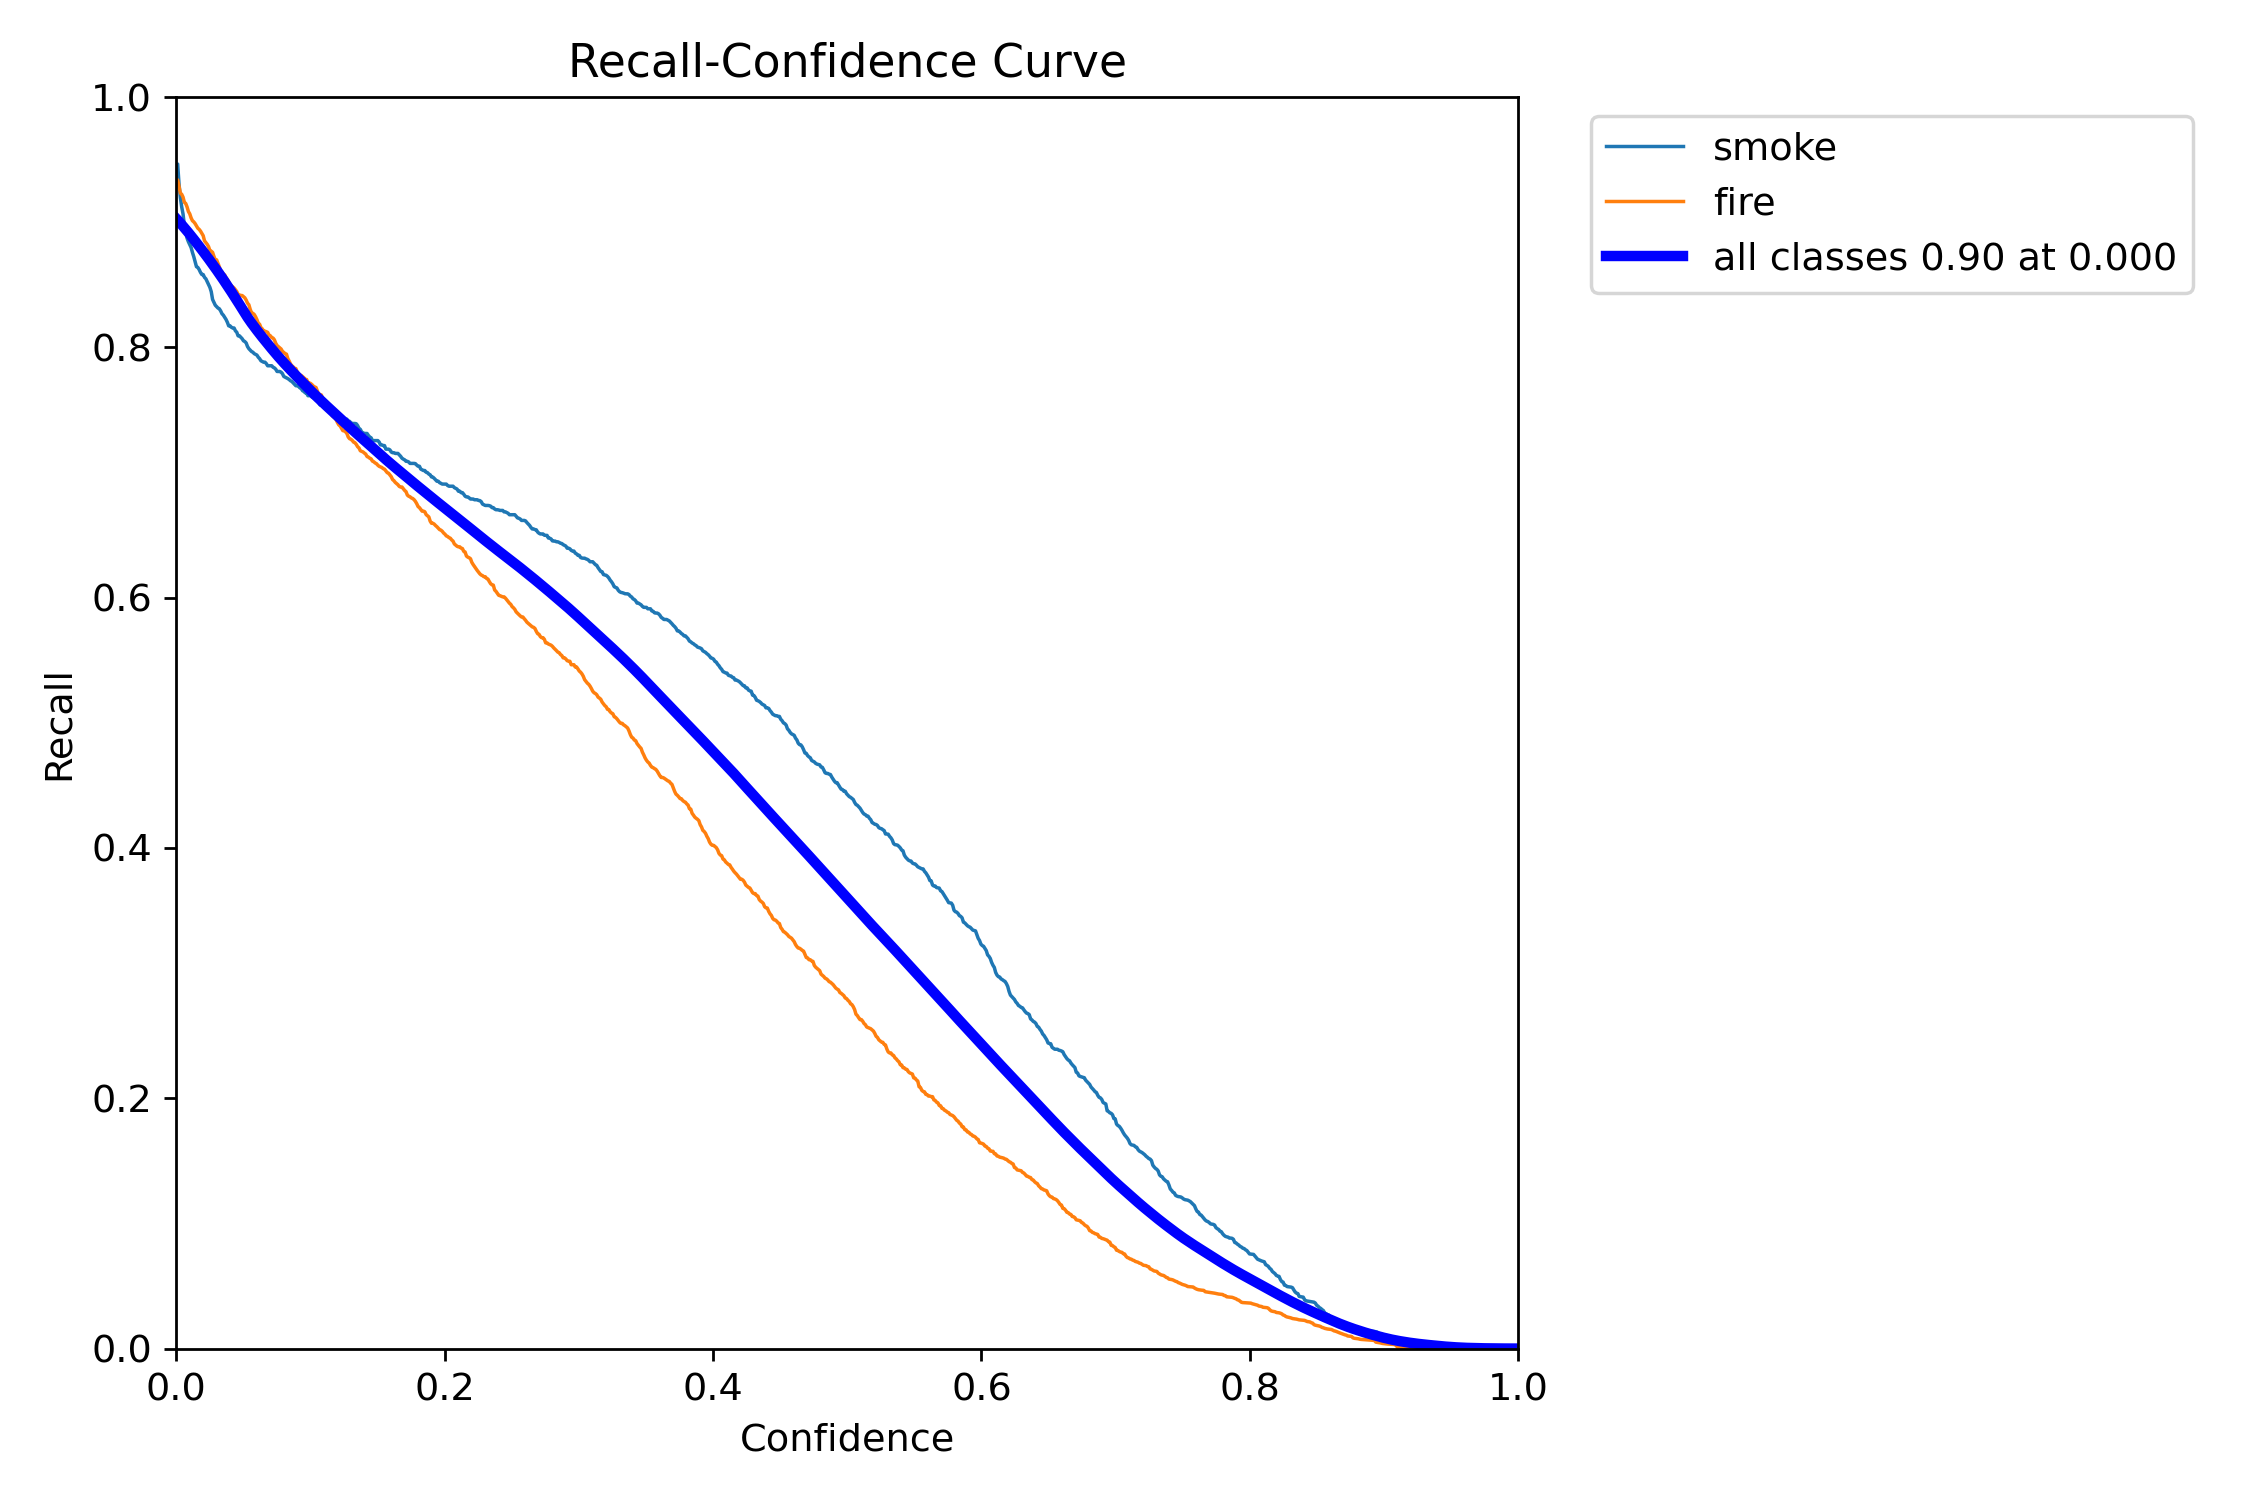 Recall-Confidence Curve
1.0
0.8
0.6
0.4
0.2
0.0
Recall
0.0 0.2 0.4 0.6 0.8 1.0
Confidence
smoke
fire
all classes 0.90 at 0.000